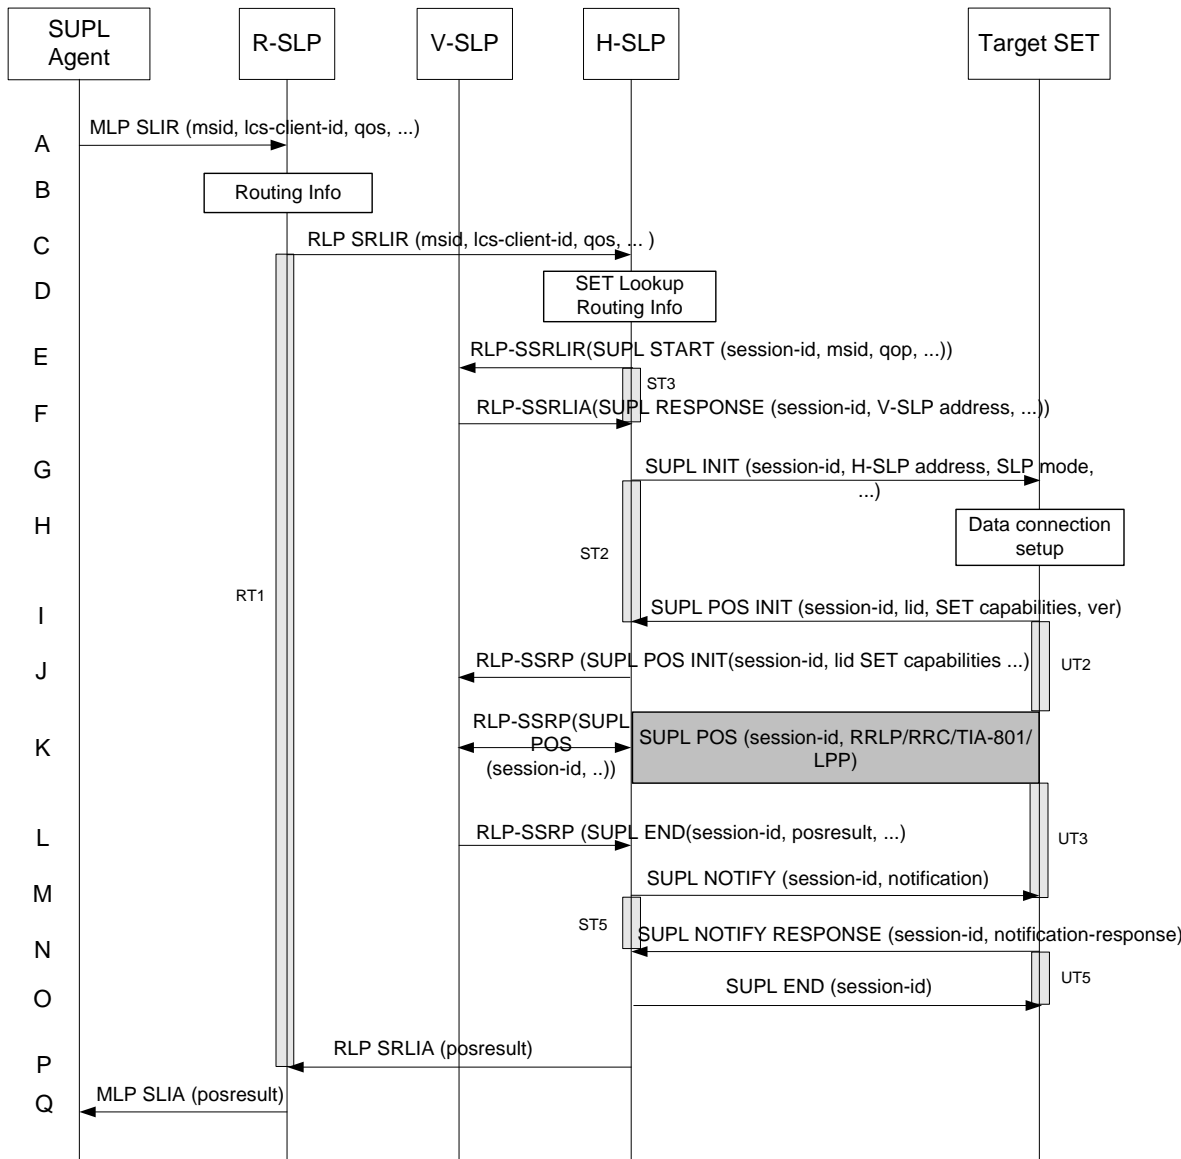 SUPL
Agent
R-SLP
V-SLP
H-SLP
Target SET
A
MLP SLIR (msid, lcs-client-id, qos, ...)
B
Routing Info
C
RLP SRLIR (msid, lcs-client-id, qos, ... )
D
SET Lookup
Routing Info
E
RLP-SSRLIR(SUPL START (session-id, msid, qop, ...))
ST3
F
RLP-SSRLIA(SUPL RESPONSE (session-id, V-SLP address, ...))
G
SUPL INIT (session-id, H-SLP address, SLP mode,
...)
H
Data connection
setup
ST2
RT1
I
SUPL POS INIT (session-id, lid, SET capabilities, ver)
J
RLP-SSRP (SUPL POS INIT(session-id, lid SET capabilities ...)
UT2
K
RLP-SSRP(SUPL
POS
(session-id, ..))
SUPL POS (session-id, RRLP/RRC/TIA-801/
LPP)
L
RLP-SSRP (SUPL END(session-id, posresult, ...)
UT3
M
SUPL NOTIFY (session-id, notification)
ST5
N
SUPL NOTIFY RESPONSE (session-id, notification-response)
UT5
O
SUPL END (session-id)
P
RLP SRLIA (posresult)
Q
MLP SLIA (posresult)